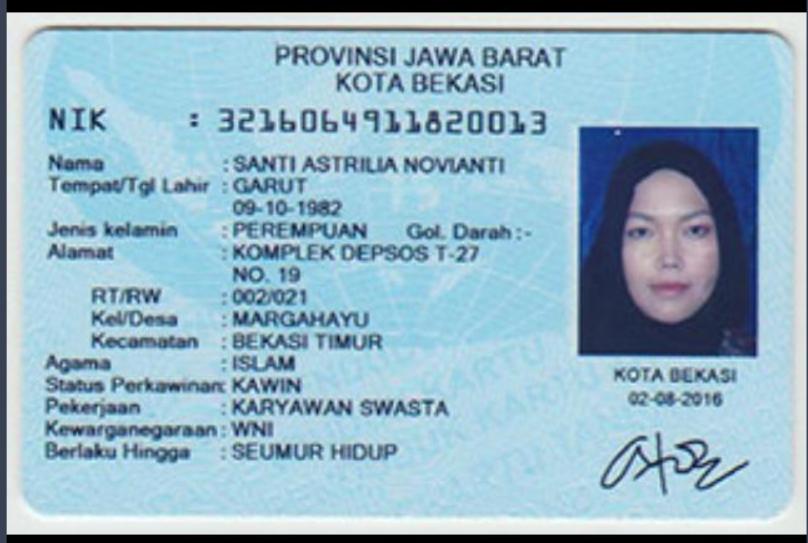 PROVINSI JAWA BARAT
KOTA BEKASI
NIK : 3216064911820013
Nama : SANTI ASTRILIA NOVIANTI
Tempat/Tgl Lahir : GARUT
09-10-1982
Jenis kelamin : PEREMPUAN Gol. Darah :-
Alamat : KOMPLEK DEPSOS T-27
NO. 19
RT/RW : 002/021
Kel/Desa : MARGAHAYU
Kecamatan : BEKASI TIMUR
Agama : ISLAM
Status Perkawinan: KAWIN
Pekerjaan : KARYAWAN SWASTA
Kewarganegaraan : WNI
Berlaku Hingga : SEUMUR HIDUP
KOTA BEKASI
02-08-2016